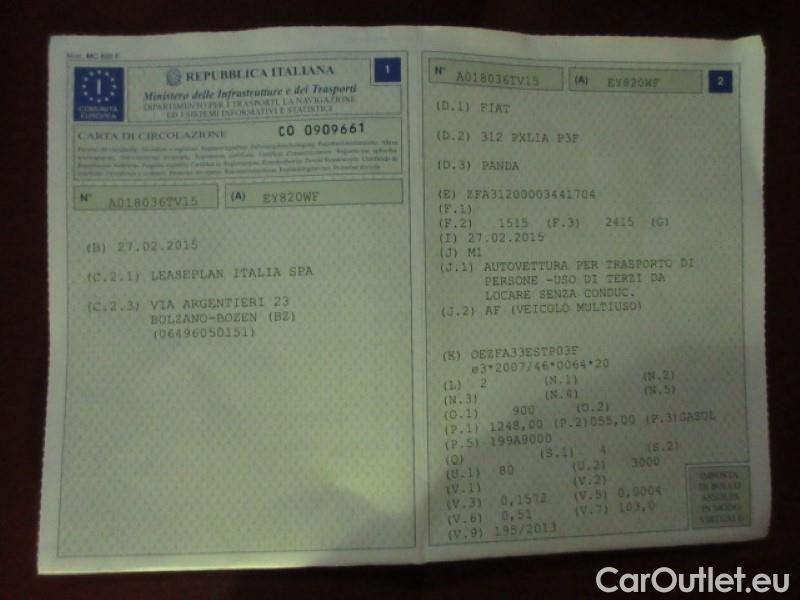 Mod. MC 820 F
REPUBBLICA ITALIANA
1
Ministero delle Infrastrutture e dei Trasporti
DIPARTIMENTO PER I TRASPORTI, LA NAVIGAZIONE
ED I SISTEMI INFORMATIVI E STATISTICI
I
COMUNITÀ
EUROPEA
CARTA DI CIRCOLAZIONE
CO 0909661
N° A018036TV15
(A) EY820WF
(B) 27.02.2015
(C.2.1) LEASEPLAN ITALIA SPA
(C.2.3) VIA ARGENTIERI 23
BOLZANO-BOZEN (BZ)
(06496050151)
N° A018036TV15
(A) EY820WF
2
(D.1) FIAT
(D.2) 312 PXLIA P3F
(D.3) PANDA
(E) ZFA31200003441704
(F.1)
(F.2) 1515 (F.3) 2415 (G)
(I) 27.02.2015
(J) M1
(J.1) AUTOVETTURA PER TRASPORTO DI
PERSONE -USO DI TERZI DA
LOCARE SENZA CONDUC.
(J.2) AF (VEICOLO MULTIUSO)
(K) OEZFA33ESTP03F
e3*2007/46*0064*20
(L) 2 (N.1) (N.2)
(N.3) (N.4) (N.5)
(O.1) 900 (O.2)
(P.1) 1248,00 (P.2)055,00 (P.3)GASOL
(P.5) 199A9000
(Q) (S.1) 4 (S.2)
(U.1) 80 (U.2) 3000
(V.1) (V.2)
(V.3) 0,1572 (V.5) 0,0004
(V.6) 0,51 (V.7) 103,0
(V.9) 195/2013
IMPOSTA
DI BOLLO
ASSOLTA
IN MODO
VIRTUALE
CarOutlet.eu